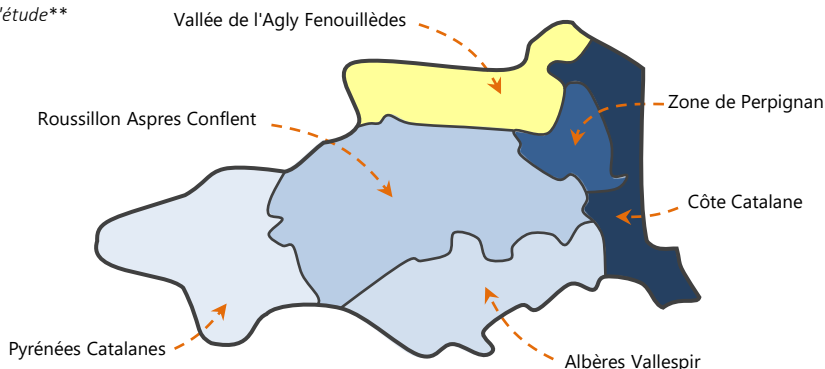 'étude**
Vallée de l'Agly Fenouillèdes
Zone de Perpignan
Roussillon Aspres Conflent
Côte Catalane
Pyrénées Catalanes
Albères Vallespir